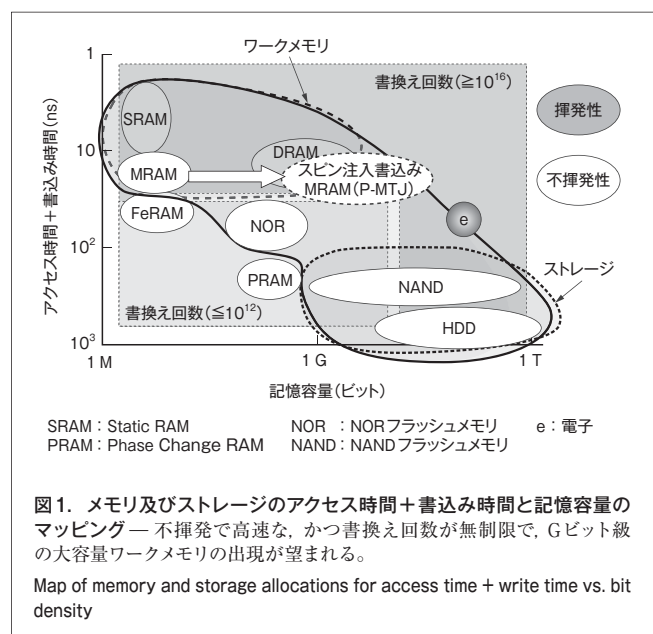 1
ワークメモリ
書換え回数(≧10¹⁶)
揮発性
SRAM
10
DRAM
MRAM
スピン注入書込み
MRAM(P-MTJ)
不揮発性
FeRAM
NOR
e
10²
PRAM
NAND
ストレージ
書換え回数(≦10¹²)
HDD
10³
アクセス時間+書込み時間(ns)
1 M
1 G
1 T
記憶容量(ビット)
SRAM:Static RAM
NOR :NORフラッシュメモリ
e:電子
PRAM:Phase Change RAM
NAND:NANDフラッシュメモリ
図1. メモリ及びストレージのアクセス時間+書込み時間と記憶容量の
マッピング — 不揮発で高速な,かつ書換え回数が無制限で,Gビット級
の大容量ワークメモリの出現が望まれる。
Map of memory and storage allocations for access time + write time vs. bit
density